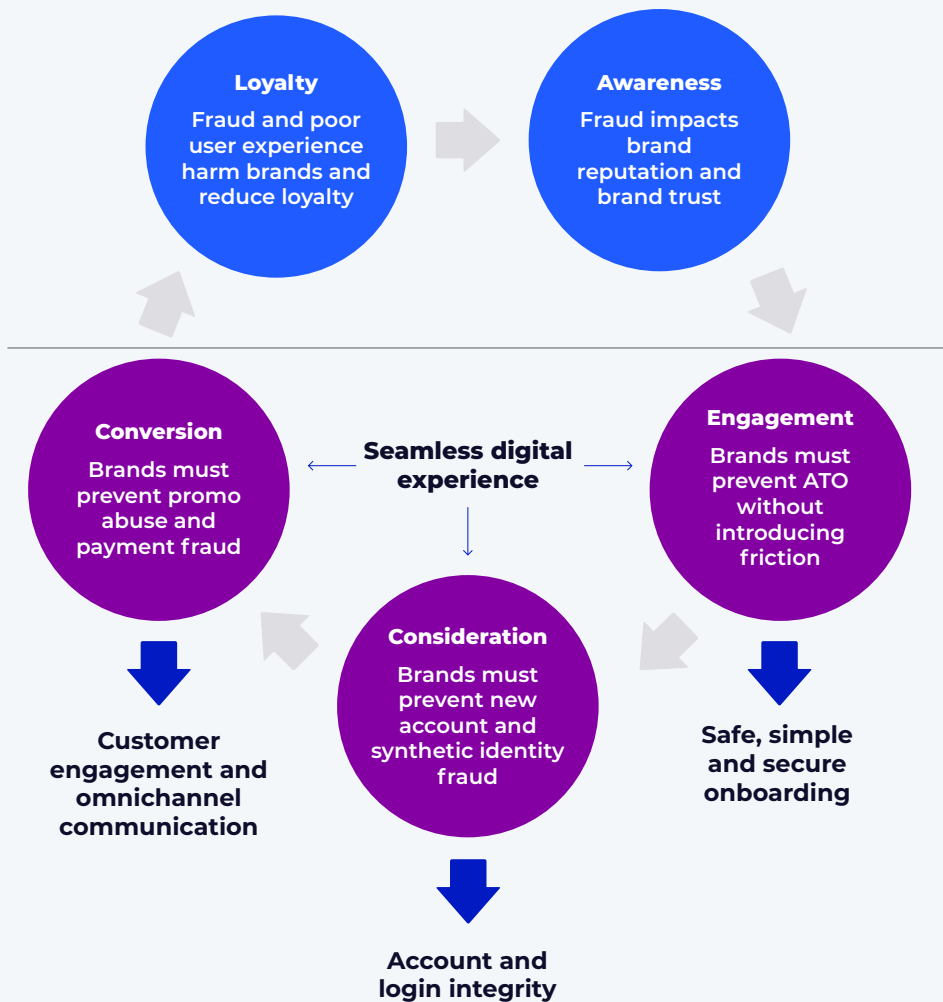 Loyalty
Fraud and poor
user experience
harm brands and
reduce loyalty
Awareness
Fraud impacts
brand
reputation and
brand trust
Conversion
Brands must
prevent promo
abuse and
payment fraud
Seamless digital
experience
Engagement
Brands must
prevent ATO
without
introducing
friction
Consideration
Brands must
prevent new
account and
synthetic identity
fraud
Customer
engagement and
omnichannel
communication
Safe, simple
and secure
onboarding
Account and
login integrity